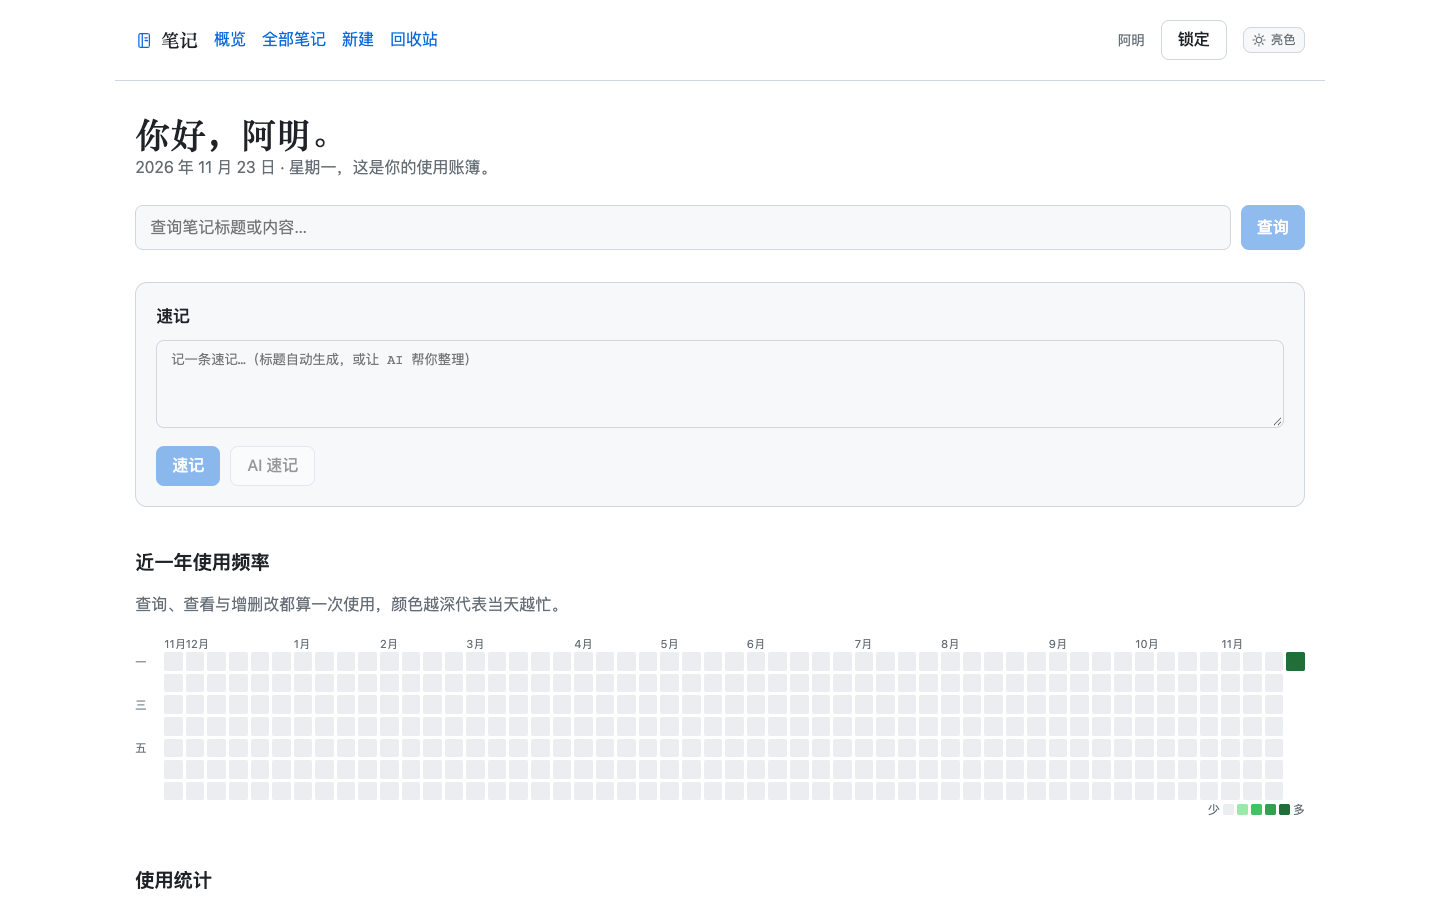 笔记 概览 全部笔记 新建 回收站 阿明 锁定 亮色
你好，阿明。
2026 年 11 月 23 日 · 星期一，这是你的使用账簿。
查询笔记标题或内容... 查询
速记
记一条速记…（标题自动生成，或让 AI 帮你整理）
速记 AI 速记
近一年使用频率
查询、查看与增删改都算一次使用，颜色越深代表当天越忙。
11月12月 1月 2月 3月 4月 5月 6月 7月 8月 9月 10月 11月
一
三
五
少 多
使用统计